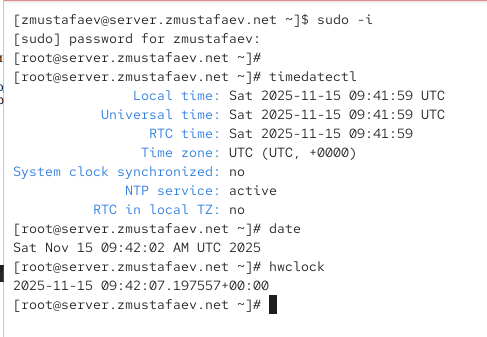 [zmustafaev@server.zmustafaev.net ~]$ sudo -i
[sudo] password for zmustafaev:
[root@server.zmustafaev.net ~]#
[root@server.zmustafaev.net ~]# timedatectl
               Local time: Sat 2025-11-15 09:41:59 UTC
           Universal time: Sat 2025-11-15 09:41:59 UTC
                 RTC time: Sat 2025-11-15 09:41:59
                Time zone: UTC (UTC, +0000)
System clock synchronized: no
              NTP service: active
          RTC in local TZ: no
[root@server.zmustafaev.net ~]# date
Sat Nov 15 09:42:02 AM UTC 2025
[root@server.zmustafaev.net ~]# hwclock
2025-11-15 09:42:07.197557+00:00
[root@server.zmustafaev.net ~]#